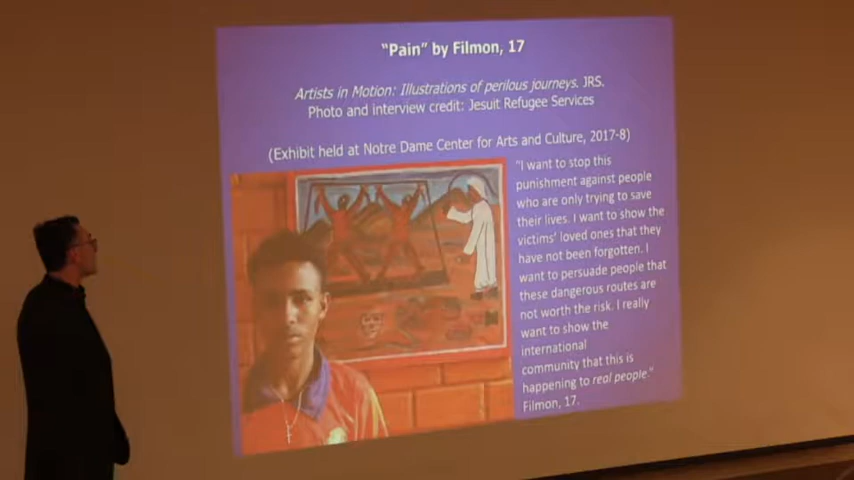 "Pain" by Filmon, 17
Artists in Motion: Illustrations of perilous journeys. JRS.
Photo and interview credit: Jesuit Refugee Services
(Exhibit held at Notre Dame Center for Arts and Culture, 2017-8)
"I want to stop this
punishment against people
who are only trying to save
their lives. I want to show the
victims' loved ones that they
have not been forgotten. I
want to persuade people that
these dangerous routes are
not worth the risk. I really
want to show the
international
community that this is
happening to real people."
Filmon, 17.